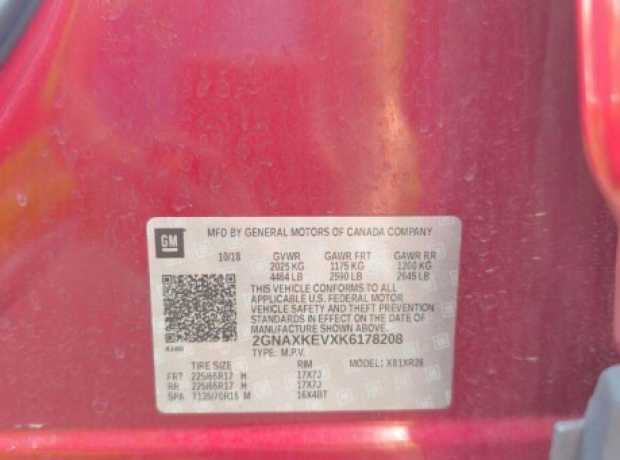 GM
MFD BY GENERAL MOTORS OF CANADA COMPANY
10/18 GVWR GAWR FRT GAWR RR
2025 KG 1175 KG 1200 KG
4464 LB 2590 LB 2645 LB
THIS VEHICLE CONFORMS TO ALL
APPLICABLE U.S. FEDERAL MOTOR
VEHICLE SAFETY AND THEFT PREVENTION
STANDARDS IN EFFECT ON THE DATE OF
MANUFACTURE SHOWN ABOVE.
2GNAXKEVXK6178208
TYPE: M.P.V. MODEL: XB1XR26
TIRE SIZE RIM
FRT 225/65R17 H 17X7J
RR 225/65R17 H 17X7J
SPA T135/70R16 M 16X4BT